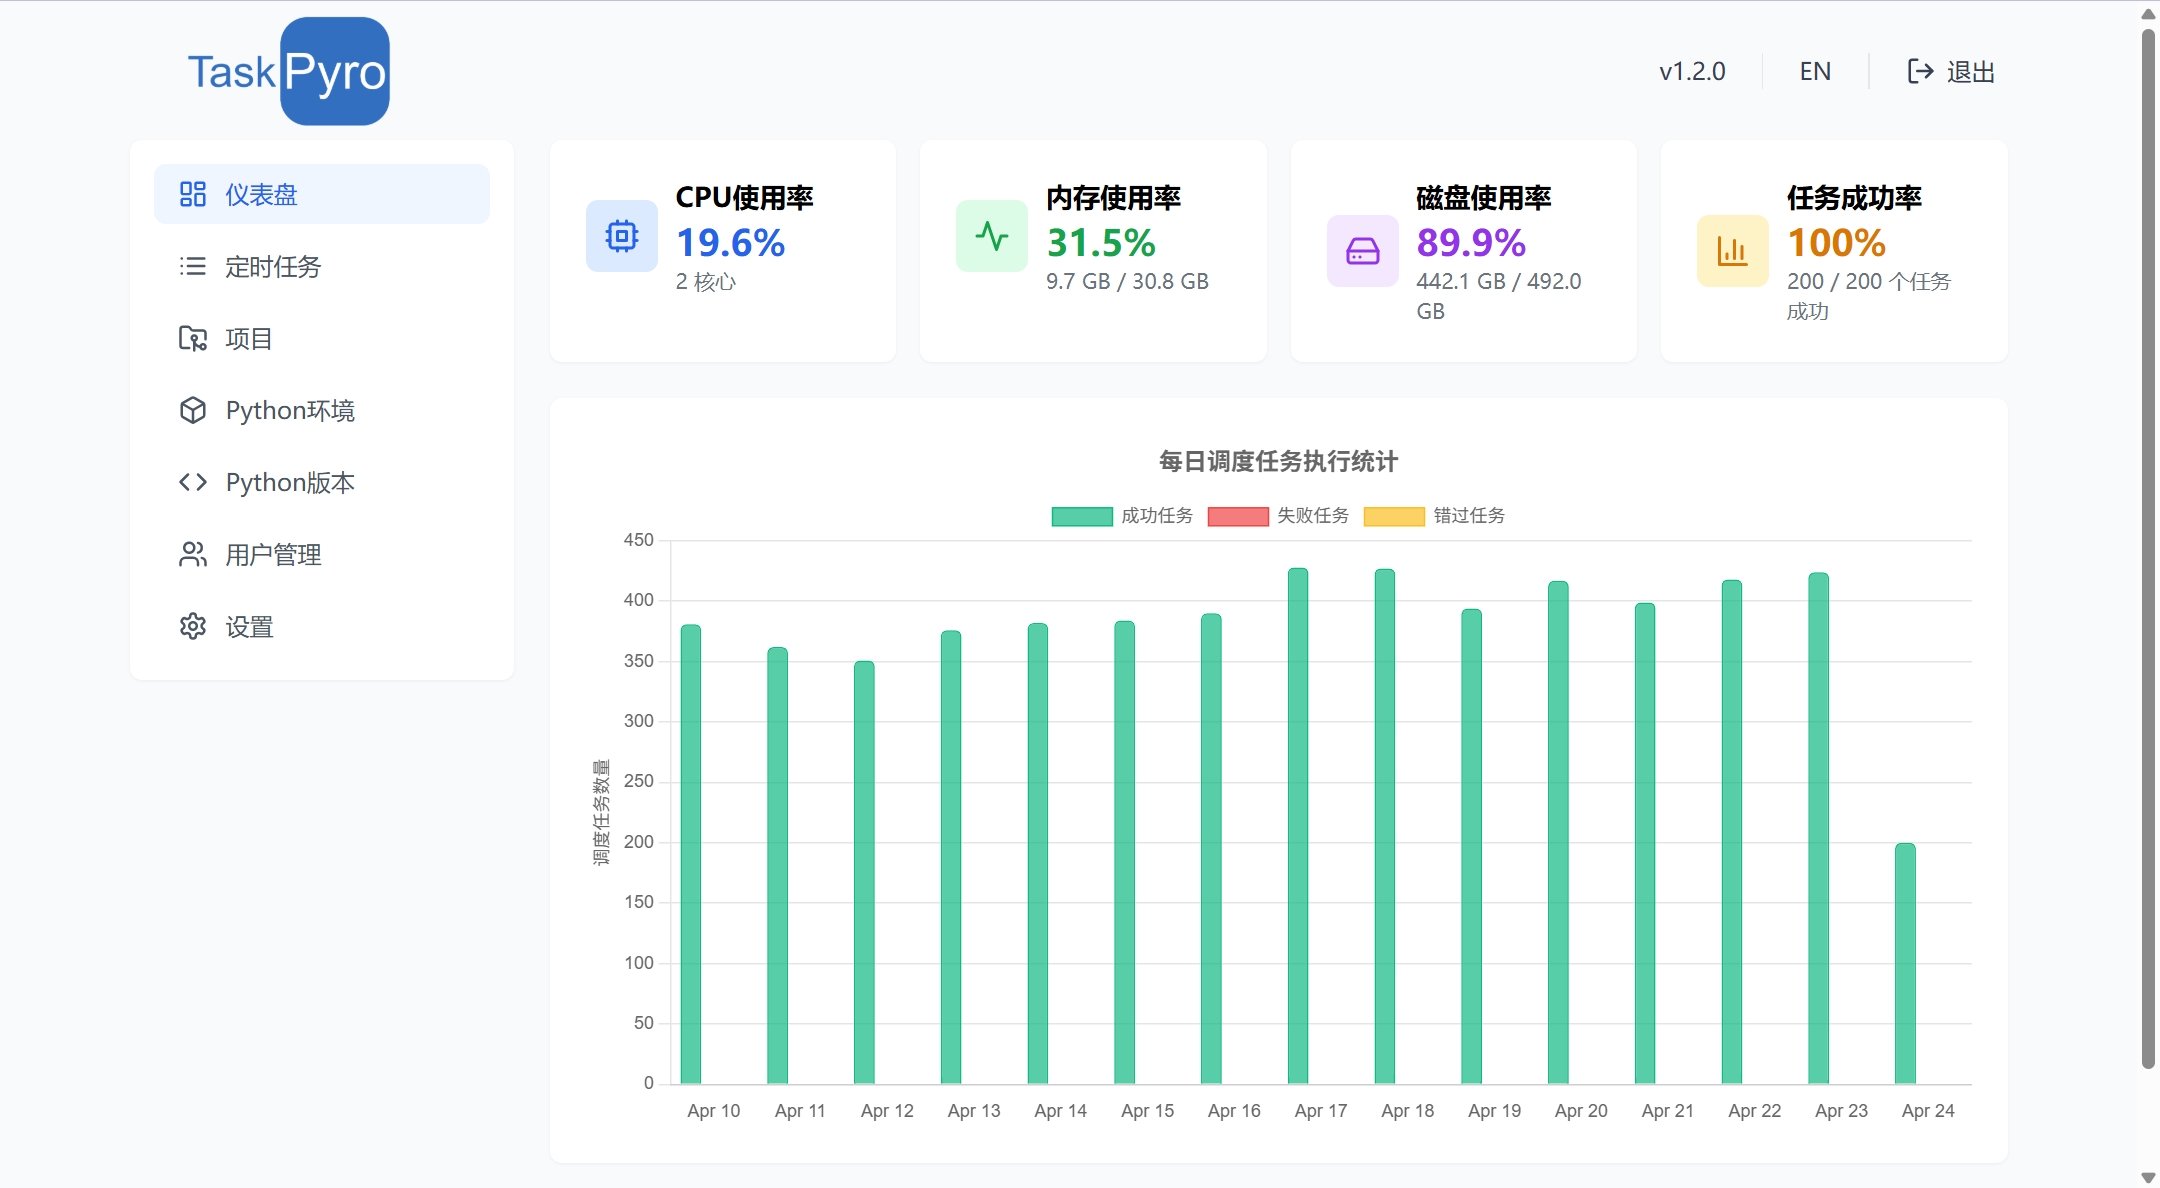 TaskPyro
v1.2.0
EN
退出
仪表盘
定时任务
项目
Python环境
Python版本
用户管理
设置
CPU使用率
19.6%
2 核心
内存使用率
31.5%
9.7 GB / 30.8 GB
磁盘使用率
89.9%
442.1 GB / 492.0
GB
任务成功率
100%
200 / 200 个任务
成功
每日调度任务执行统计
成功任务 失败任务 错过任务
调度任务数量
450
400
350
300
250
200
150
100
50
0
Apr 10 Apr 11 Apr 12 Apr 13 Apr 14 Apr 15 Apr 16 Apr 17 Apr 18 Apr 19 Apr 20 Apr 21 Apr 22 Apr 23 Apr 24